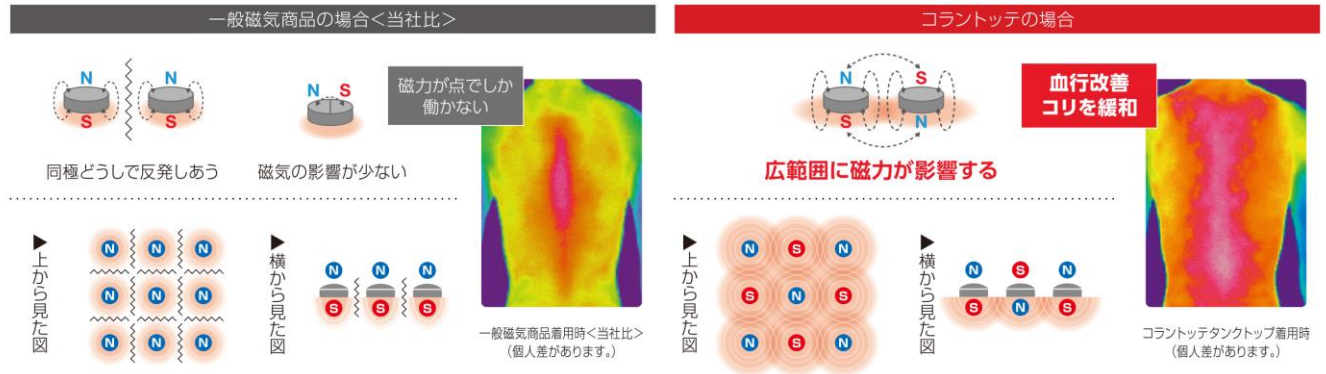 一般磁気商品の場合<当社比>
N
N
S
S
同極どうしで反発しあう
N S
磁気の影響が少ない
磁力が点でしか
働かない
▶上から見た図
N N N
N N N
N N N
▶横から見た図
N N N
S S S
一般磁気商品着用時<当社比>
(個人差があります。)
コラントッテの場合
N S
S N
広範囲に磁力が影響する
血行改善
コリを緩和
▶上から見た図
N S N
S N S
N S N
▶横から見た図
N S N
S N S
コラントッテタンクトップ着用時
(個人差があります。)